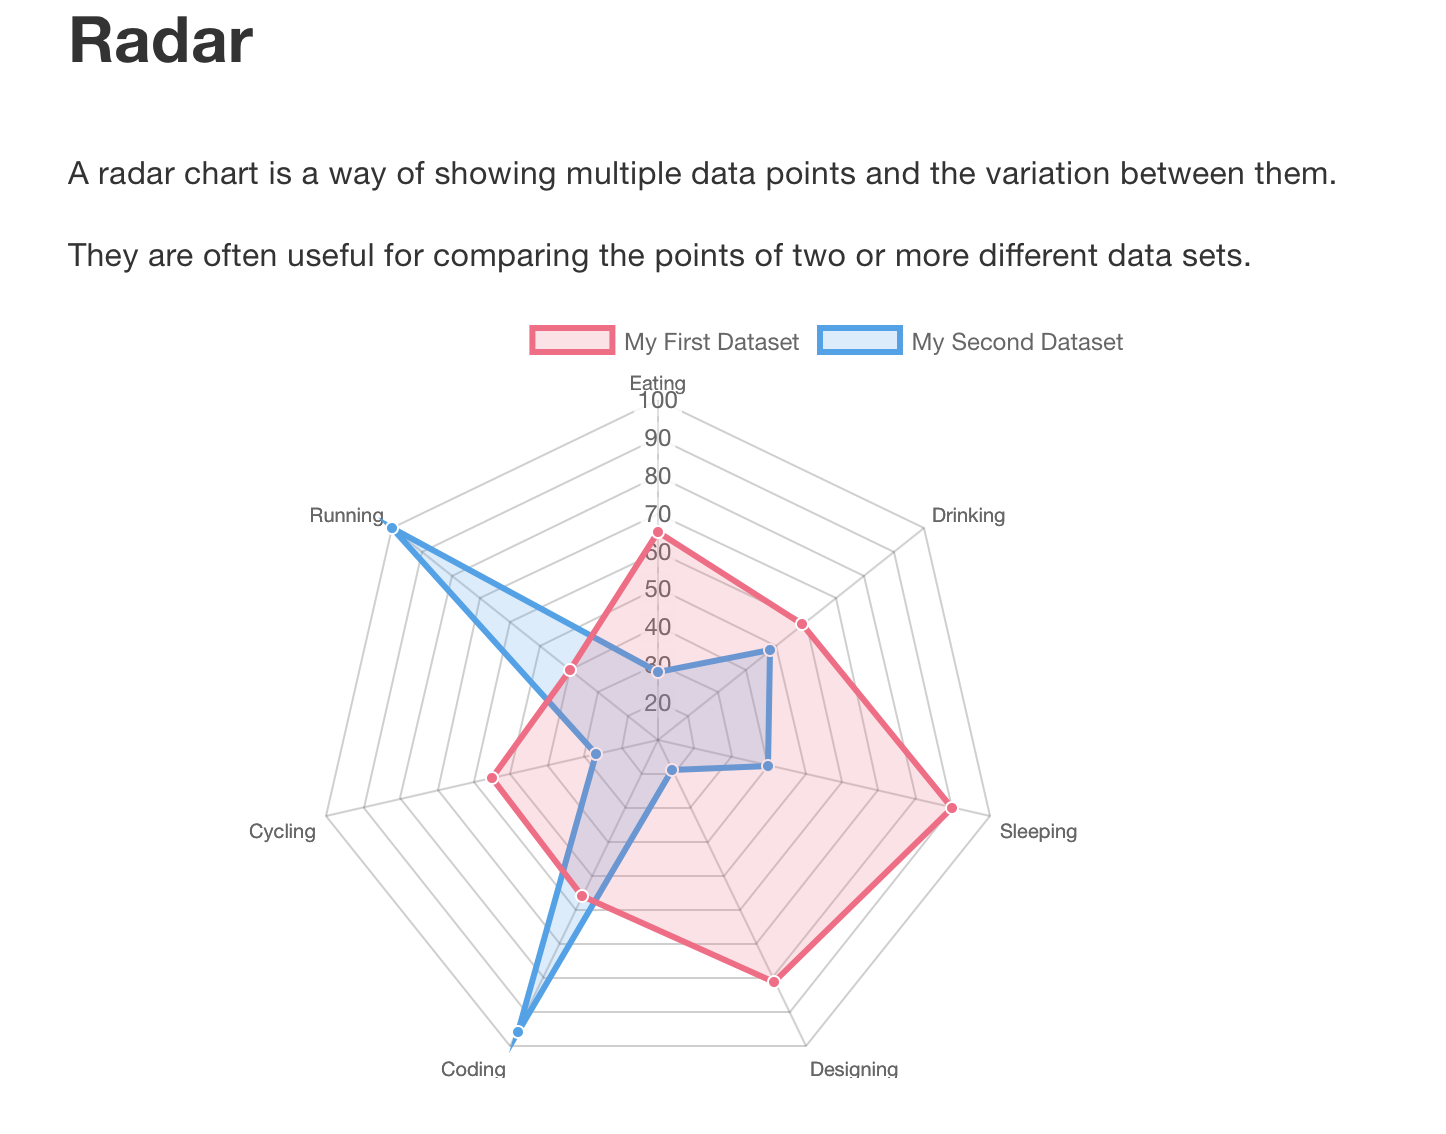 Radar
A radar chart is a way of showing multiple data points and the variation between them.
They are often useful for comparing the points of two or more different data sets.
My First Dataset My Second Dataset
Eating
100
90
80
Running
70
Drinking
60
50
40
30
20
Cycling
Sleeping
Coding
Designing